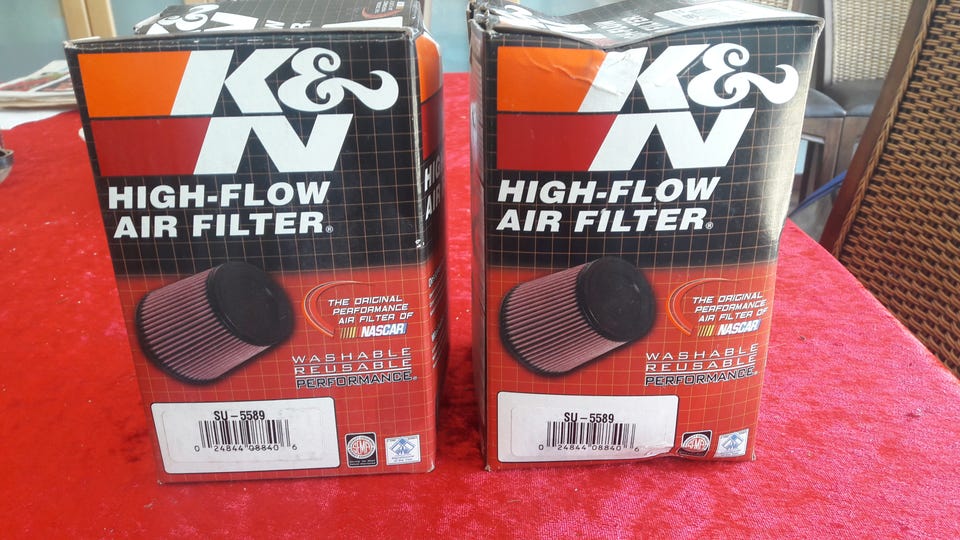 K&N
HIGH-FLOW
AIR FILTER®
THE ORIGINAL
PERFORMANCE
AIR FILTER OF
NASCAR
WASHABLE
REUSABLE
PERFORMANCE®
SU-5589
0 24844 08840 6
SEMA
K&N
HIGH-FLOW
AIR FILTER®
THE ORIGINAL
PERFORMANCE
AIR FILTER OF
NASCAR
WASHABLE
REUSABLE
PERFORMANCE®
SU-5589
0 24844 08840 6
SEMA